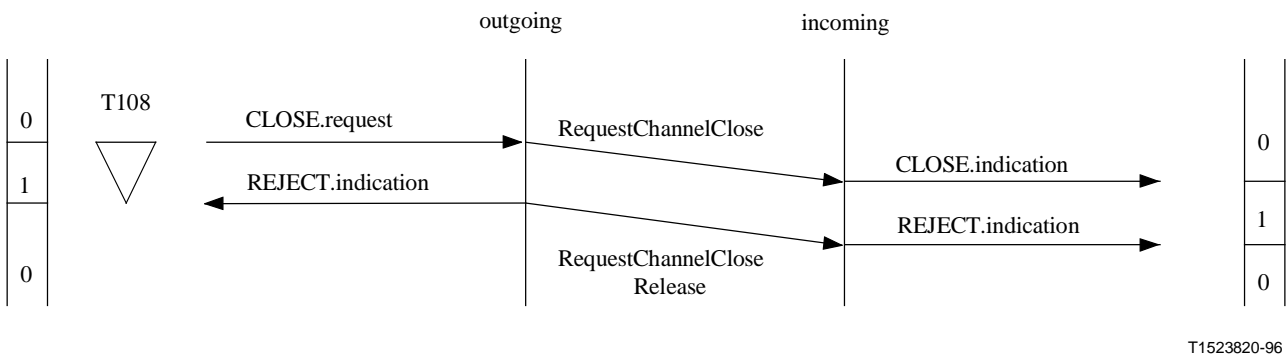 outgoing
incoming
T108
0
CLOSE.request
RequestChannelClose
0
CLOSE.indication
1
REJECT.indication
REJECT.indication
1
RequestChannelClose
Release
0
0
T1523820-96